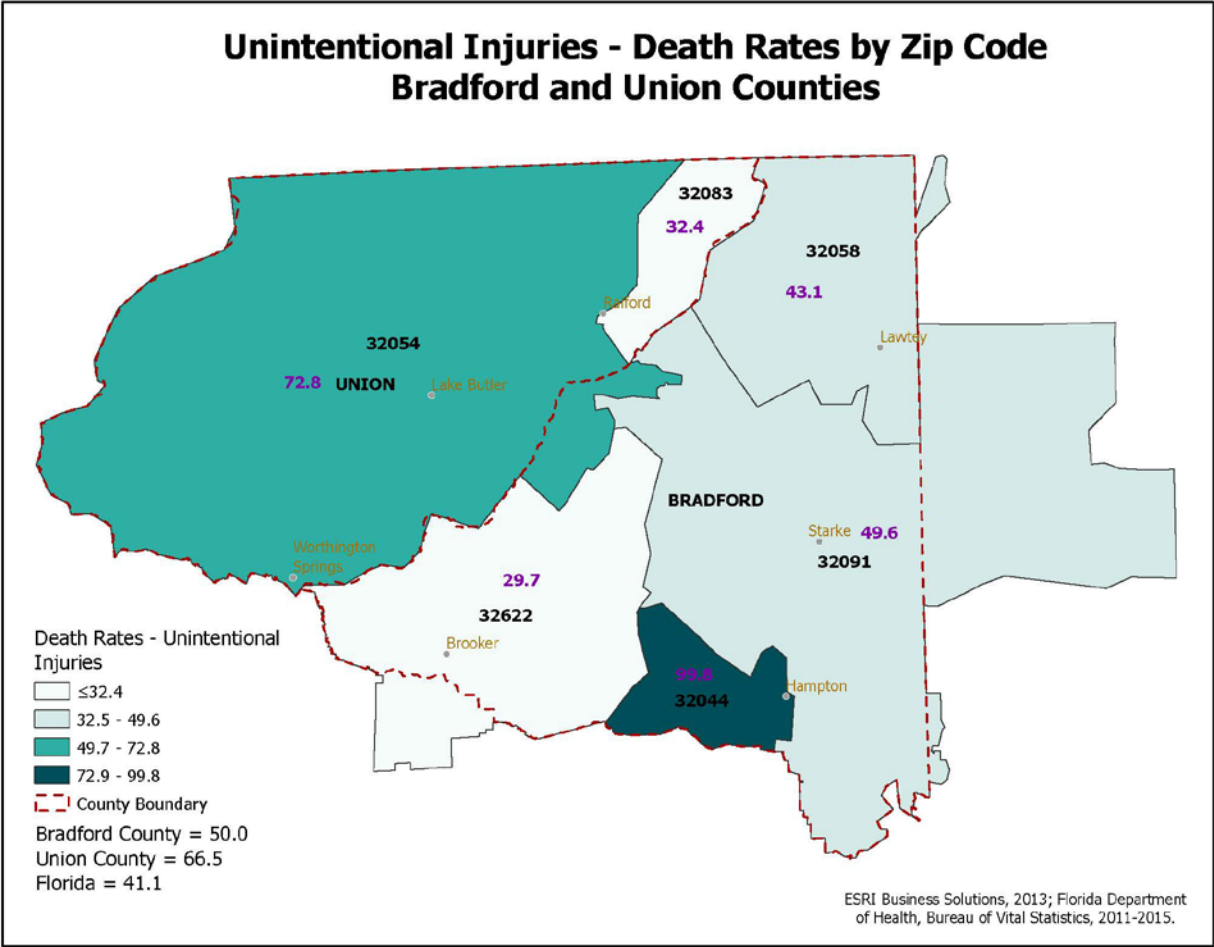 Unintentional Injuries - Death Rates by Zip Code
Bradford and Union Counties
32083
32.4
32058
43.1
Raiford
Lawtey
32054
72.8 UNION
Lake Butler
BRADFORD
Starke 49.6
32091
Worthington
Springs
29.7
32622
Brooker
99.8
32044
Hampton
Death Rates - Unintentional
Injuries
≤32.4
32.5 - 49.6
49.7 - 72.8
72.9 - 99.8
County Boundary
Bradford County = 50.0
Union County = 66.5
Florida = 41.1
ESRI Business Solutions, 2013; Florida Department
of Health, Bureau of Vital Statistics, 2011-2015.